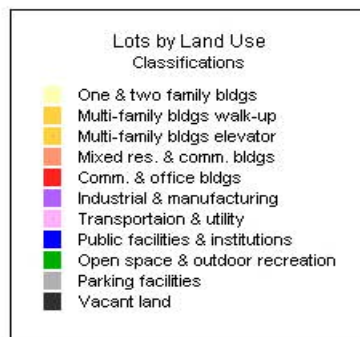 Lots by Land Use
Classifications
One & two family bldgs
Multi-family bldgs walk-up
Multi-family bldgs elevator
Mixed res. & comm. bldgs
Comm. & office bldgs
Industrial & manufacturing
Transportaion & utility
Public facilities & institutions
Open space & outdoor recreation
Parking facilities
Vacant land